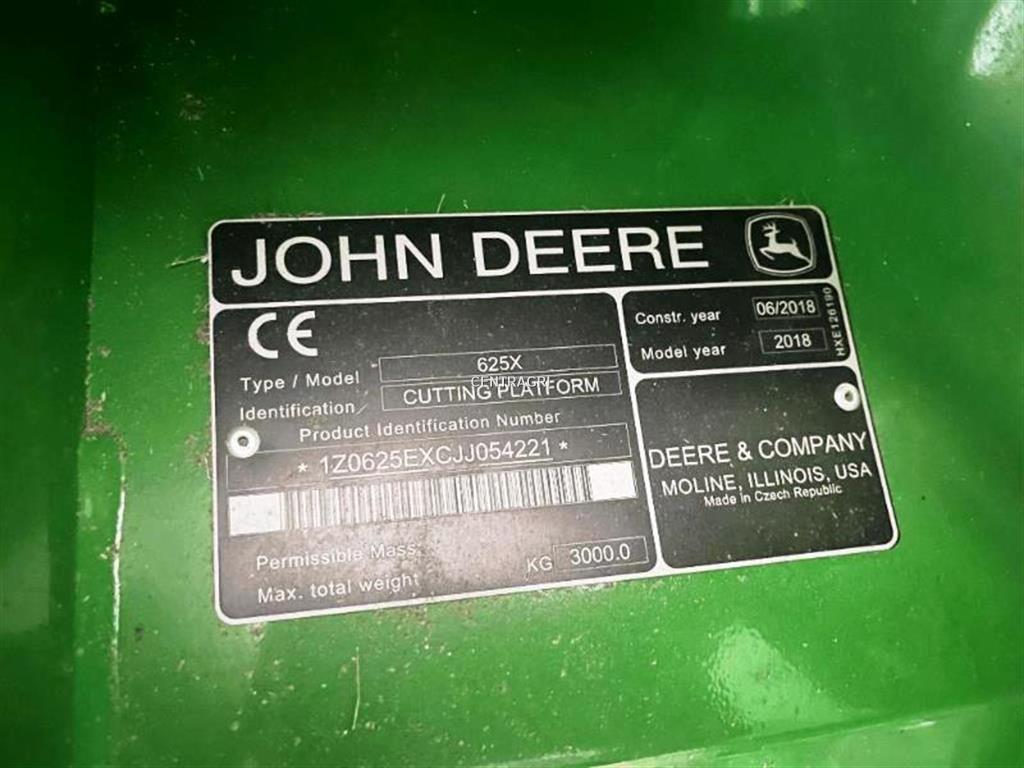 JOHN DEERE
CE
Type / Model 625X
Identification CUTTING PLATFORM
CENTRAGRI
Product Identification Number
* 1Z0625EXCJJ054221 *
Permissible Mass:
Max. total weight KG 3000.0
Constr. year 06/2018
Model year 2018
HXE126190
DEERE & COMPANY
MOLINE, ILLINOIS, USA
Made in Czech Republic